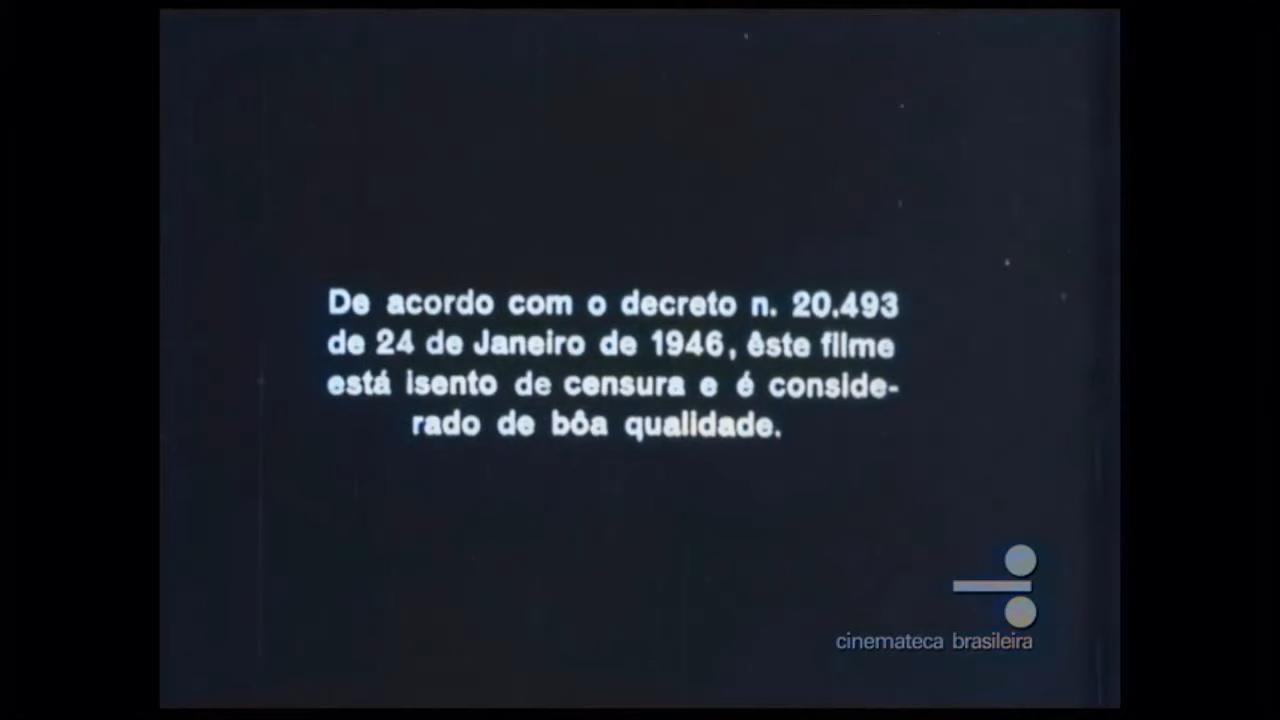 De acordo com o decreto n. 20.493
de 24 de Janeiro de 1946, êste filme
está isento de censura e é conside-
rado de bôa qualidade.
cinemateca brasileira